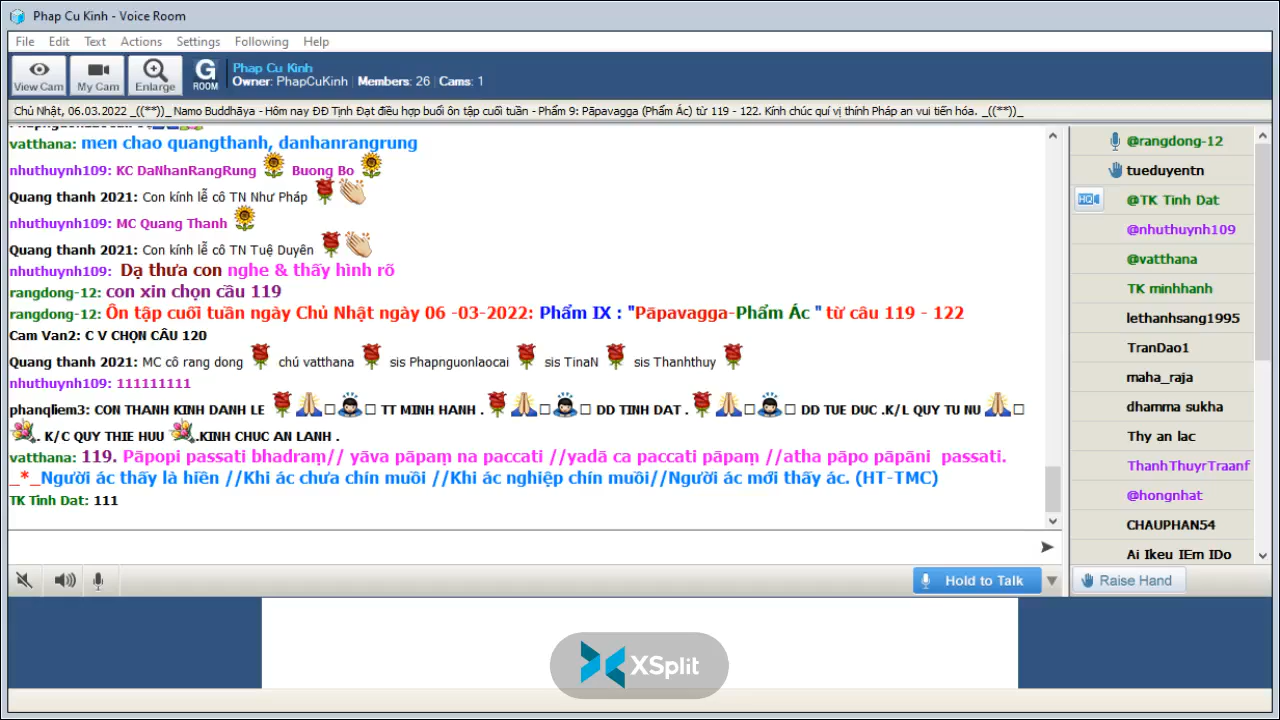 Phap Cu Kinh - Voice Room
File Edit Text Actions Settings Following Help
View Cam My Cam Enlarge G ROOM
Phap Cu Kinh
Owner: PhapCuKinh | Members: 26 | Cams: 1
Chủ Nhật, 06.03.2022 _((**))_ Namo Buddhāya - Hôm nay ĐĐ Tịnh Đạt điều hợp buổi ôn tập cuối tuần - Phẩm 9: Pāpavagga (Phẩm Ác) từ 119 - 122. Kính chúc quí vị thính Pháp an vui tiến hóa. _((**))_
vatthana: men chao quangthanh, danhanrangrung
nhuthuynh109: KC DaNhanRangRung Buong Bo
Quang thanh 2021: Con kính lễ cô TN Như Pháp
nhuthuynh109: MC Quang Thanh
Quang thanh 2021: Con kính lễ cô TN Tuệ Duyên
nhuthuynh109: Dạ thưa con nghe & thấy hình rõ
rangdong-12: con xin chọn cầu 119
rangdong-12: Ôn tập cuối tuần ngày Chủ Nhật ngày 06 -03-2022: Phẩm IX : "Pāpavagga-Phẩm Ác " từ câu 119 - 122
Cam Van2: C V CHỌN CÂU 120
Quang thanh 2021: MC cô rang dong chú vatthana sis Phapnguonlaocai sis TinaN sis Thanhthuy
nhuthuynh109: 111111111
phanqliem3: CON THANH KINH DANH LE TT MINH HANH . DD TINH DAT . DD TUE DUC .K/L QUY TU NU
. K/C QUY THIE HUU .KINH CHUC AN LANH .
vatthana: 119. Pāpopi passati bhadraṃ// yāva pāpaṃ na paccati //yadā ca paccati pāpaṃ //atha pāpo pāpāni passati.
_*_Người ác thấy là hiền //Khi ác chưa chín muồi //Khi ác nghiệp chín muồi//Người ác mới thấy ác. (HT-TMC)
TK Tinh Dat: 111
@rangdong-12
tueduyentn
HQ
@TK Tinh Dat
@nhuthuynh109
@vatthana
TK minhhanh
lethanhsang1995
TranDao1
maha_raja
dhamma sukha
Thy an lac
ThanhThuyrTraanf
@hongnhat
CHAUPHAN54
Ai Ikeu IEm IDo
Hold to Talk
Raise Hand
XSplit